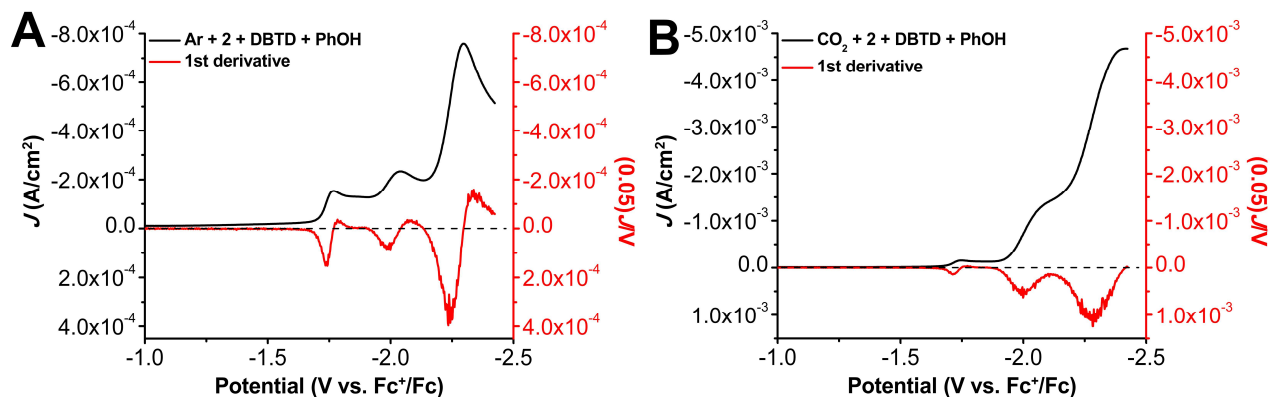 A
Ar + 2 + DBTD + PhOH
1st derivative
J (A/cm²)
-8.0x10⁻⁴
-6.0x10⁻⁴
-4.0x10⁻⁴
-2.0x10⁻⁴
0.0
2.0x10⁻⁴
4.0x10⁻⁴
-8.0x10⁻⁴
-6.0x10⁻⁴
-4.0x10⁻⁴
-2.0x10⁻⁴
0.0
2.0x10⁻⁴
4.0x10⁻⁴
(0.05)J/V
-1.0
-1.5
-2.0
-2.5
Potential (V vs. Fc⁺/Fc)
B
CO₂ + 2 + DBTD + PhOH
1st derivative
J (A/cm²)
-5.0x10⁻³
-4.0x10⁻³
-3.0x10⁻³
-2.0x10⁻³
-1.0x10⁻³
0.0
1.0x10⁻³
-5.0x10⁻³
-4.0x10⁻³
-3.0x10⁻³
-2.0x10⁻³
-1.0x10⁻³
0.0
1.0x10⁻³
(0.05)J/V
-1.0
-1.5
-2.0
-2.5
Potential (V vs. Fc⁺/Fc)